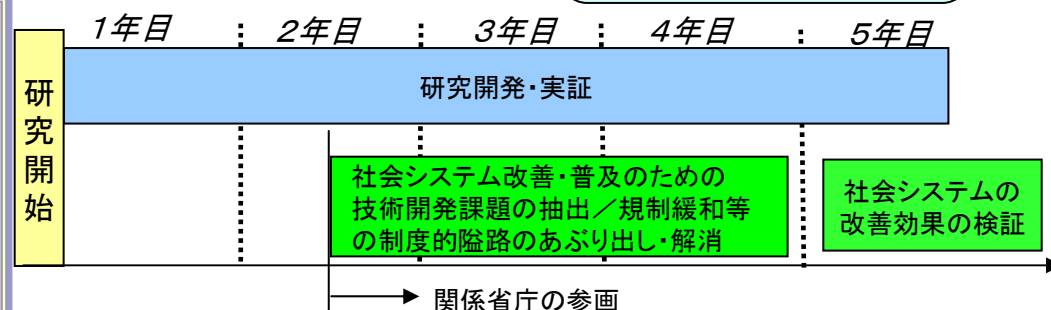 1年目
2年目
3年目
4年目
5年目
研究開始
研究開発・実証
社会システム改善・普及のための
技術開発課題の抽出/規制緩和等
の制度的隘路のあぶり出し・解消
社会システムの
改善効果の検証
関係省庁の参画